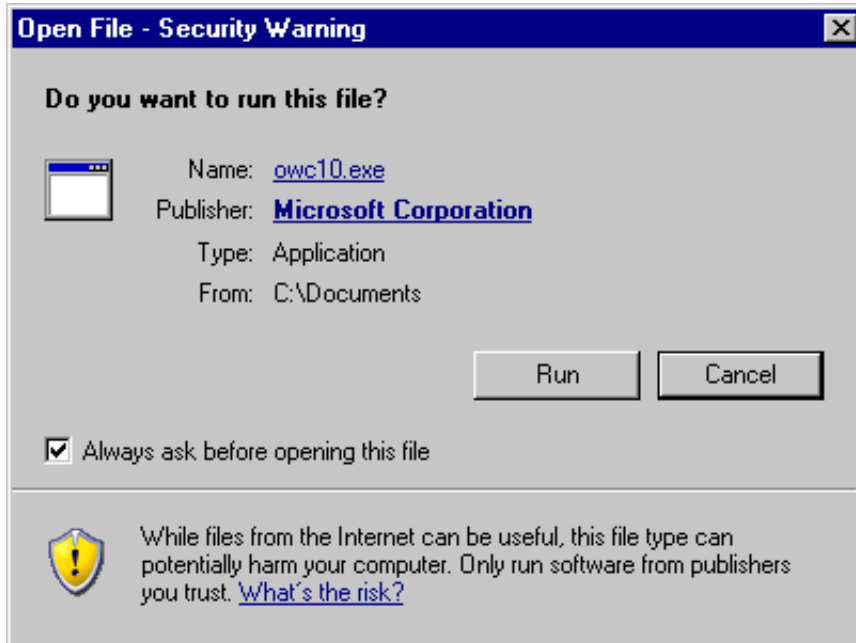 Open File - Security Warning
Do you want to run this file?
Name: owc10.exe
Publisher: Microsoft Corporation
Type: Application
From: C:\Documents
Run Cancel
Always ask before opening this file
While files from the Internet can be useful, this file type can
potentially harm your computer. Only run software from publishers
you trust. What's the risk?